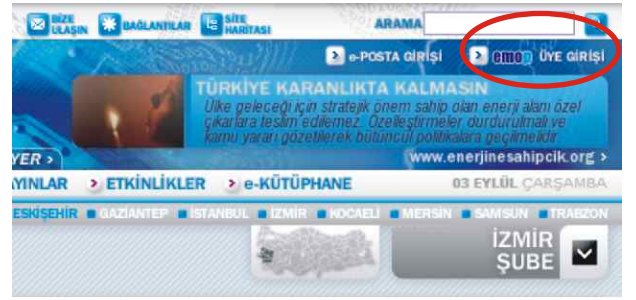 BİZE ULAŞIN BAĞLANTILAR SİTE HARİTASI ARAMA
e-POSTA GİRİŞİ emop ÜYE GİRİŞİ
TÜRKİYE KARANLIKTA KALMASIN
Ülke geleceği için stratejik önem sahip olan enerji alanı özel
çıkarlara teslim edilemez. Özelleştirmeler durdurulmalı ve
kamu yararı gözetilerek bütüncül politikalara geçilmelidir.
YER > www.enerjinesahipcik.org >
AYINLAR > ETKİNLİKLER > e-KÜTÜPHANE 03 EYLÜL ÇARŞAMBA
ESKİŞEHİR GAZİANTEP İSTANBUL İZMİR KOCAELİ MERSİN SAMSUN TRABZON
İZMİR
ŞUBE